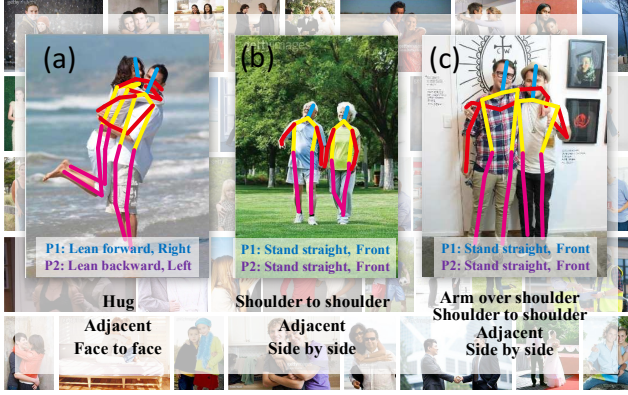 (a)
(b)
(c)
P1: Lean forward, Right
P2: Lean backward, Left
P1: Stand straight, Front
P2: Stand straight, Front
P1: Stand straight, Front
P2: Stand straight, Front
Hug
Adjacent
Face to face
Shoulder to shoulder
Adjacent
Side by side
Arm over shoulder
Shoulder to shoulder
Adjacent
Side by side